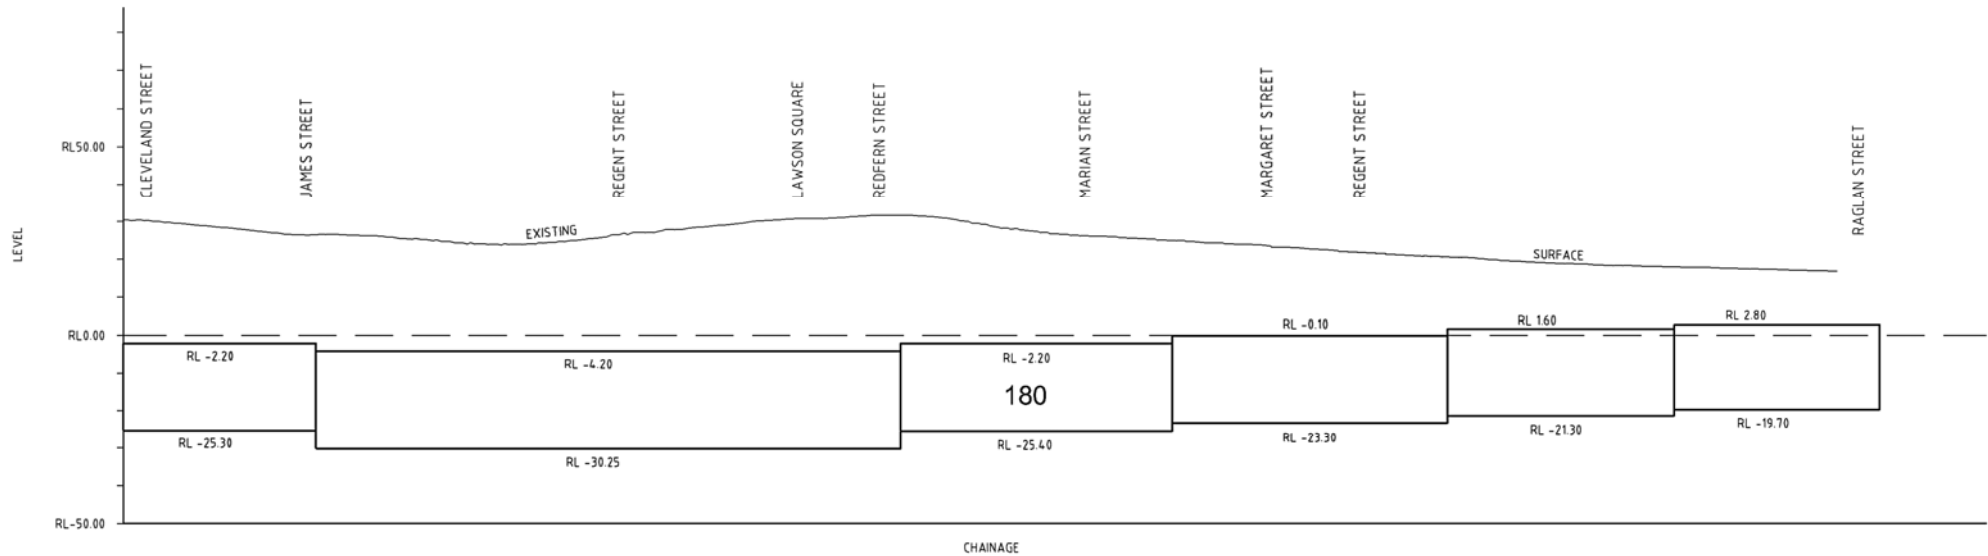 CLEVELAND STREET
JAMES STREET
REGENT STREET
LAWSON SQUARE
REDFERN STREET
MARIAN STREET
MARGARET STREET
REGENT STREET
RAGLAN STREET
RL50.00
EXISTING
SURFACE
LEVEL
RL0.00
RL -2.20
RL -4.20
RL -2.20
RL -0.10
RL 1.60
RL 2.80
180
RL -25.30
RL -30.25
RL -25.40
RL -23.30
RL -21.30
RL -19.70
RL-50.00
CHAINAGE